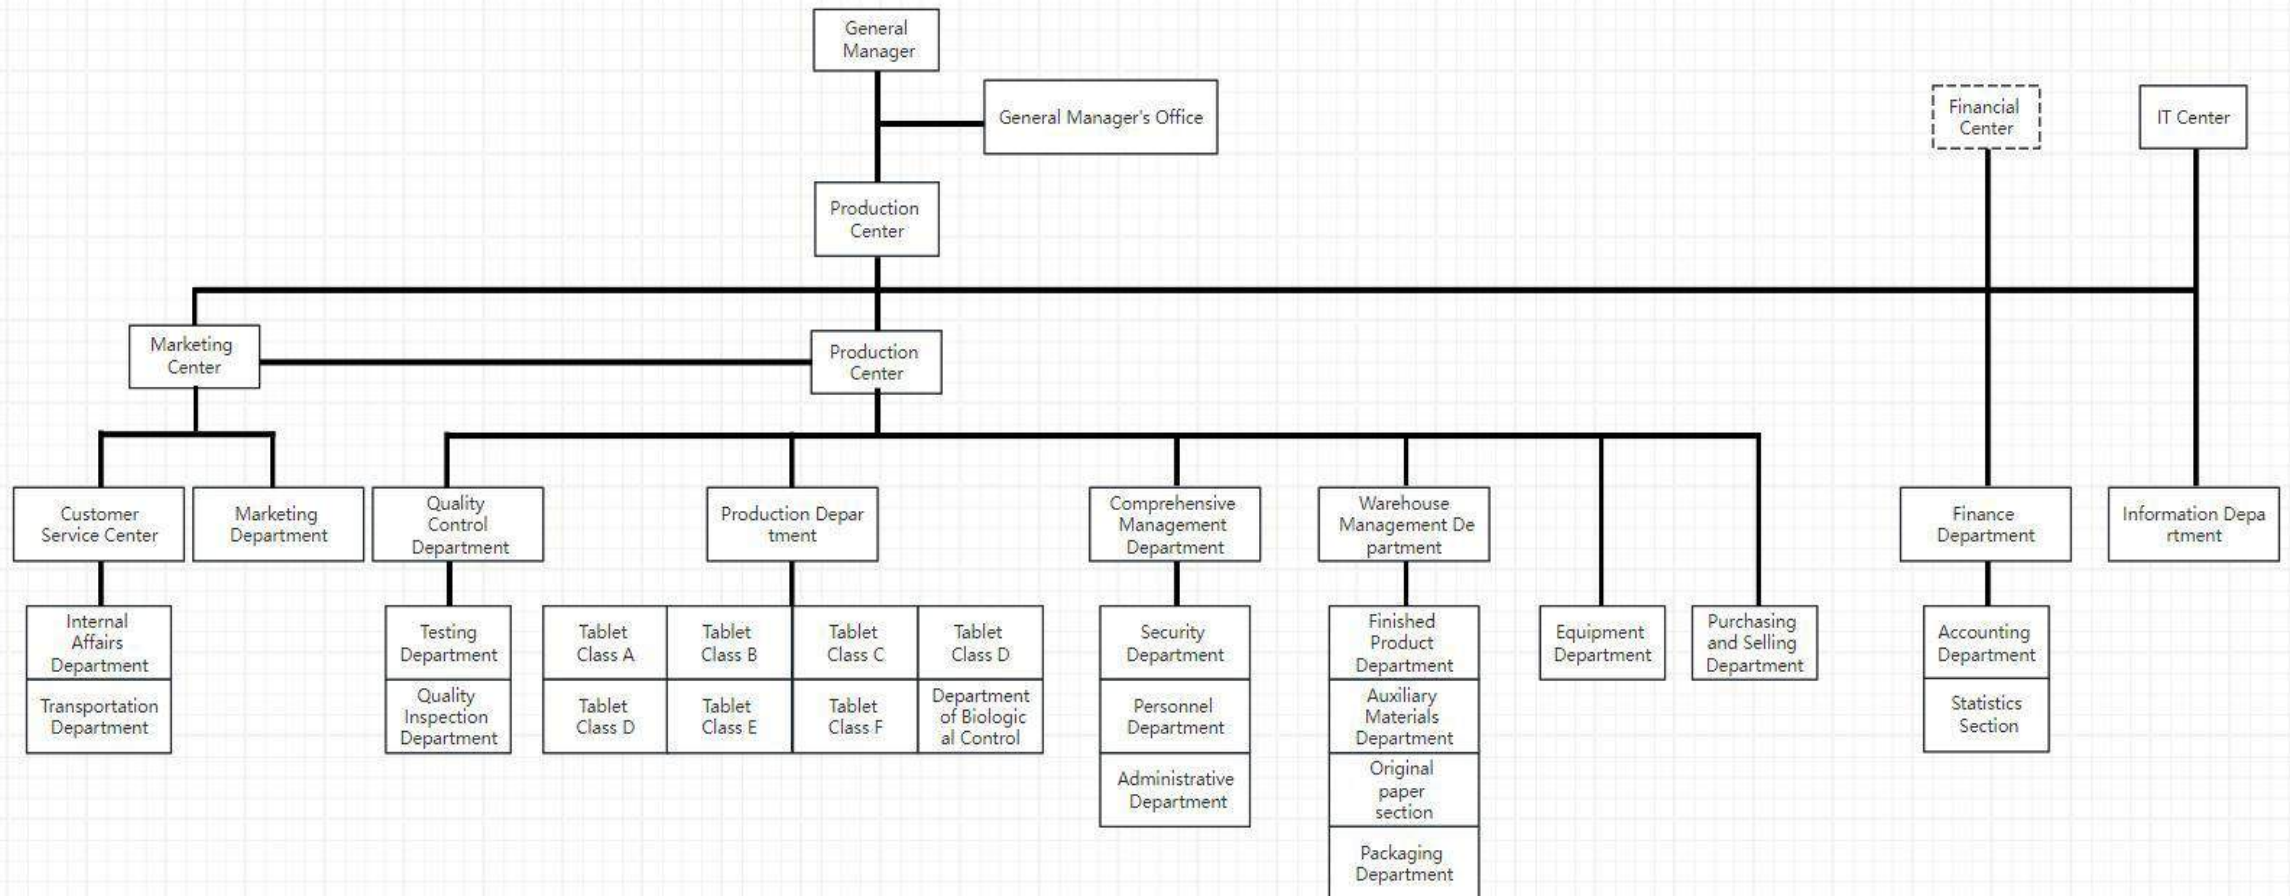 General
Manager
General Manager's Office
Financial
Center
IT Center
Production
Center
Marketing
Center
Production
Center
Customer
Service Center
Marketing
Department
Quality
Control
Department
Production Depar
tment
Comprehensive
Management
Department
Warehouse
Management De
partment
Finance
Department
Information Depa
rtment
Internal
Affairs
Department
Transportation
Department
Testing
Department
Quality
Inspection
Department
Tablet
Class A
Tablet
Class B
Tablet
Class C
Tablet
Class D
Tablet
Class D
Tablet
Class E
Tablet
Class F
Department
of Biologic
al Control
Security
Department
Personnel
Department
Administrative
Department
Finished
Product
Department
Auxiliary
Materials
Department
Original
paper
section
Packaging
Department
Equipment
Department
Purchasing
and Selling
Department
Accounting
Department
Statistics
Section